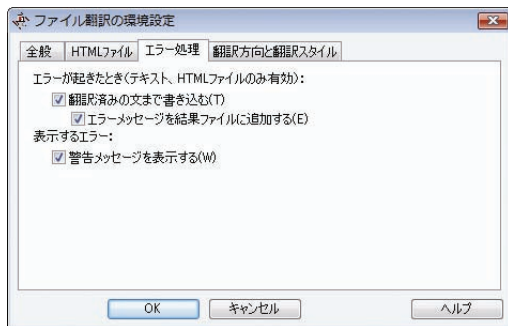 ファイル翻訳の環境設定
全般 HTMLファイル エラー処理 翻訳方向と翻訳スタイル
エラーが起きたとき(テキスト、HTMLファイルのみ有効):
翻訳済みの文まで書き込む(T)
エラーメッセージを結果ファイルに追加する(E)
表示するエラー:
警告メッセージを表示する(W)
OK キャンセル ヘルプ